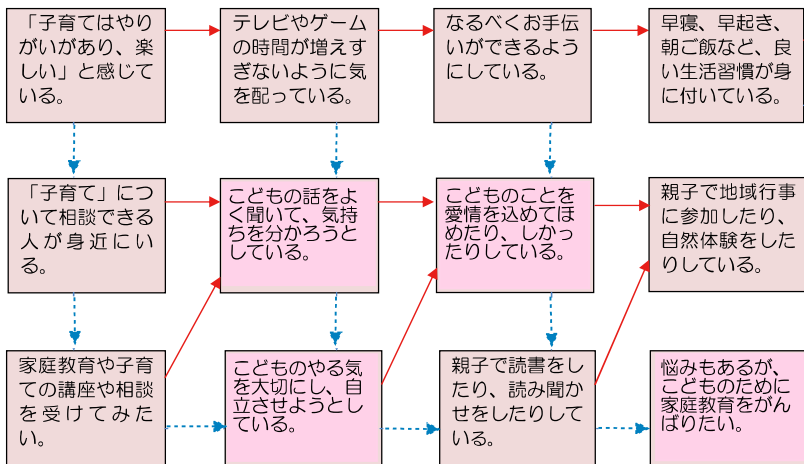 「子育てはやり
がいがあり、楽
しい」と感じて
いる。
テレビやゲーム
の時間が増えす
ぎないように気
を配っている。
なるべくお手伝
いができるよう
にしている。
早寝、早起き、
朝ご飯など、良
い生活習慣が身
に付いている。
「子育て」につ
いて相談できる
人が身近にい
る。
こどもの話をよ
く聞いて、気持
ちを分かろうと
している。
こどものことを
愛情を込めてほ
めたり、しかっ
たりしている。
親子で地域行事
に参加したり、
自然体験をした
りしている。
家庭教育や子育
ての講座や相談
を受けてみた
い。
こどものやる気
を大切にし、自
立させようとし
ている。
親子で読書をし
たり、読み聞か
せをしたりして
いる。
悩みもあるが、
こどものために
家庭教育をがん
ばりたい。